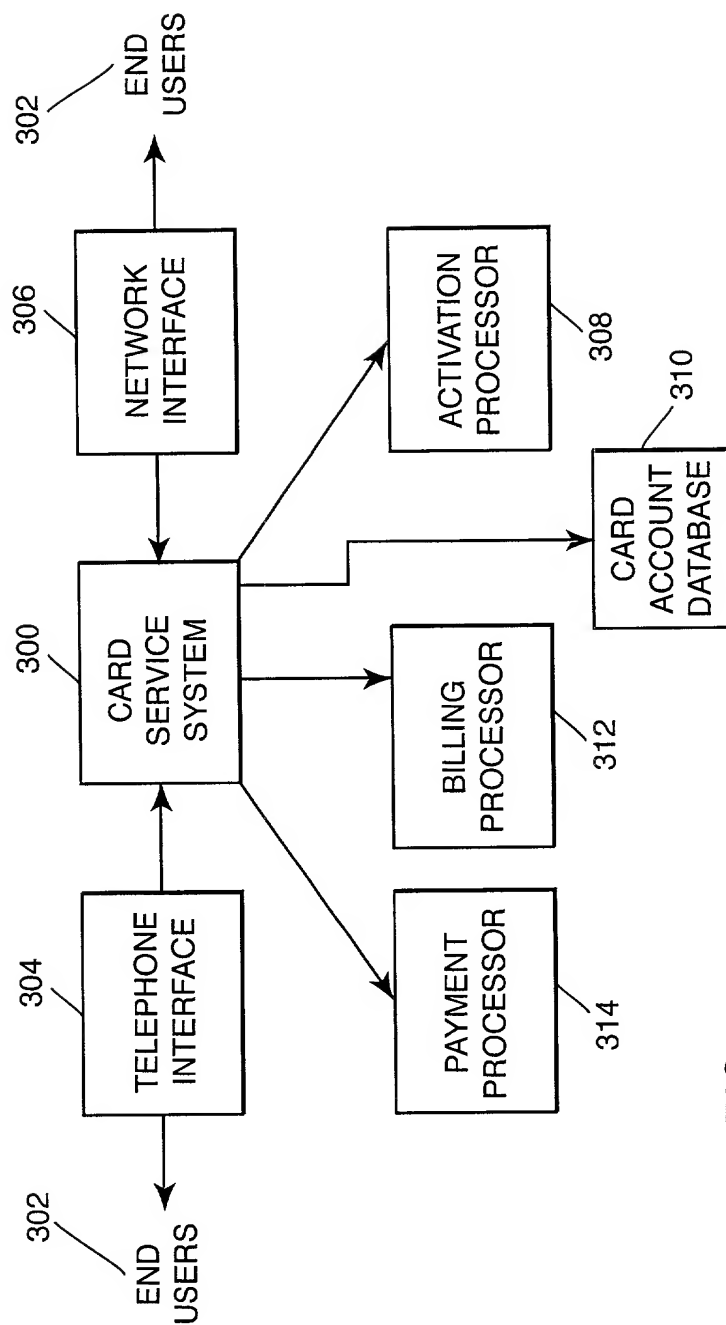 302
END
USERS
304
TELEPHONE
INTERFACE
300
CARD
SERVICE
SYSTEM
306
NETWORK
INTERFACE
302
END
USERS
PAYMENT
PROCESSOR
314
BILLING
PROCESSOR
312
ACTIVATION
PROCESSOR
308
CARD
ACCOUNT
DATABASE
310